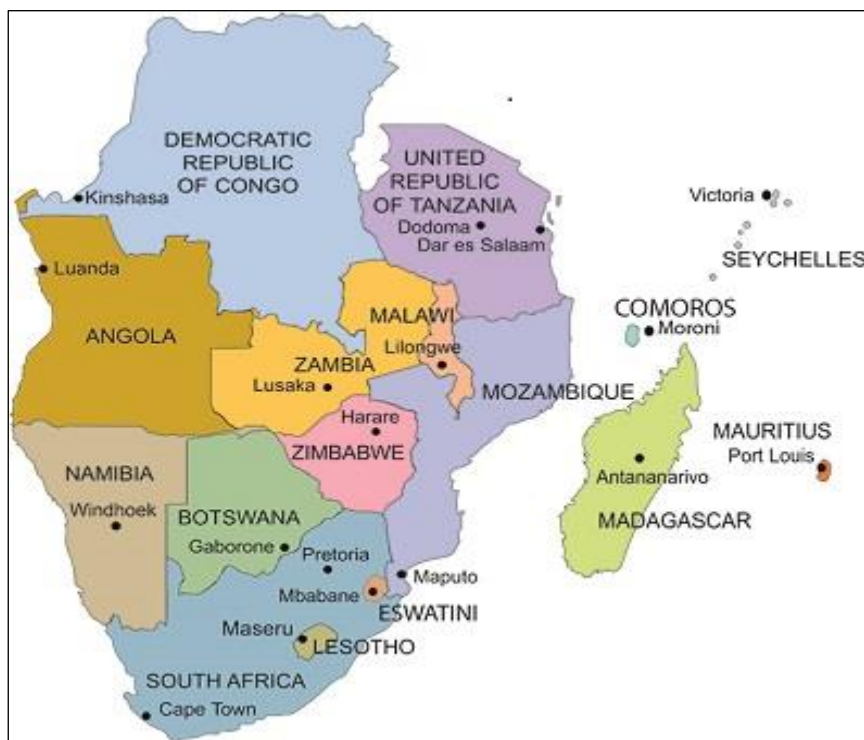 DEMOCRATIC
REPUBLIC
OF CONGO
Kinshasa
UNITED
REPUBLIC
OF TANZANIA
Dodoma
Dar es Salaam
Victoria
SEYCHELLES
Luanda
ANGOLA
MALAWI
Lilongwe
COMOROS
Moroni
ZAMBIA
Lusaka
MOZAMBIQUE
Harare
ZIMBABWE
MAURITIUS
Port Louis
Antananarivo
MADAGASCAR
NAMIBIA
Windhoek
BOTSWANA
Gaborone
Pretoria
Maputo
Mbabane
ESWATINI
Maseru
LESOTHO
SOUTH AFRICA
Cape Town